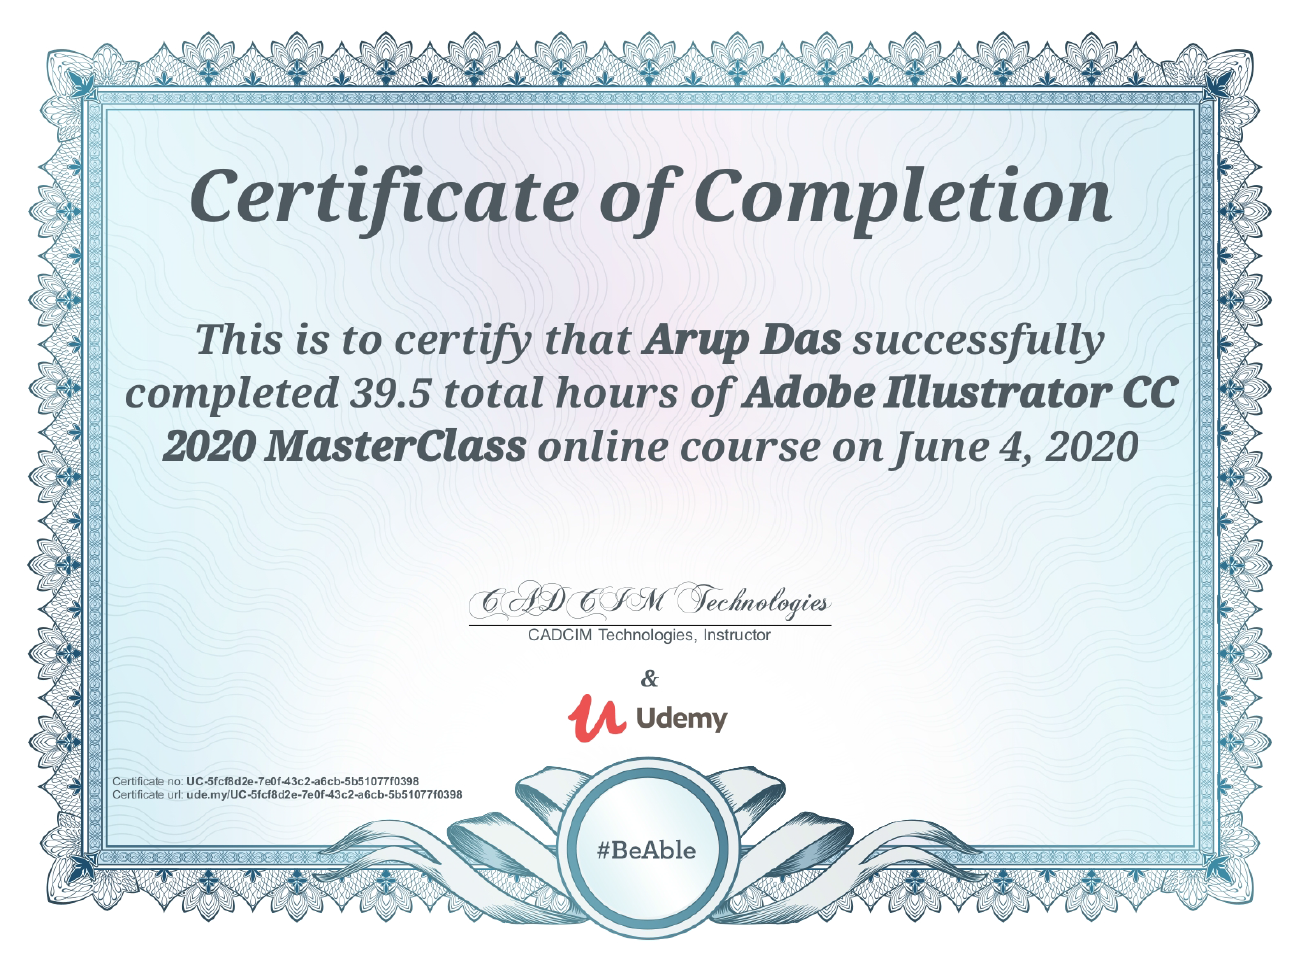 Certificate of Completion
This is to certify that Arup Das successfully
completed 39.5 total hours of Adobe Illustrator CC
2020 MasterClass online course on June 4, 2020
CADCIM Technologies
CADCIM Technologies, Instructor
&
Udemy
Certificate no: UC-5fcf8d2e-7e0f-43c2-a6cb-5b51077f0398
Certificate url: ude.my/UC-5fcf8d2e-7e0f-43c2-a6cb-5b51077f0398
#BeAble